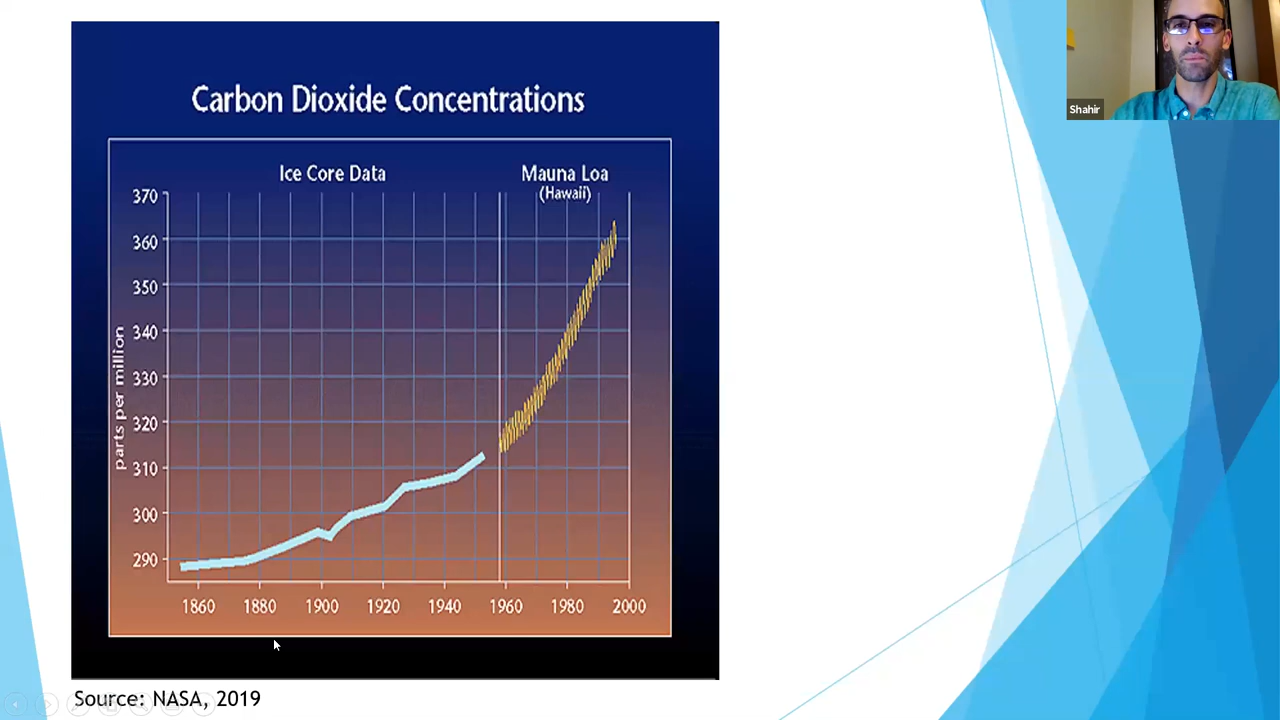 Carbon Dioxide Concentrations
Ice Core Data
Mauna Loa
(Hawaii)
370
360
350
340
330
320
310
300
290
parts per million
1860 1880 1900 1920 1940 1960 1980 2000
Source: NASA, 2019
Shahir